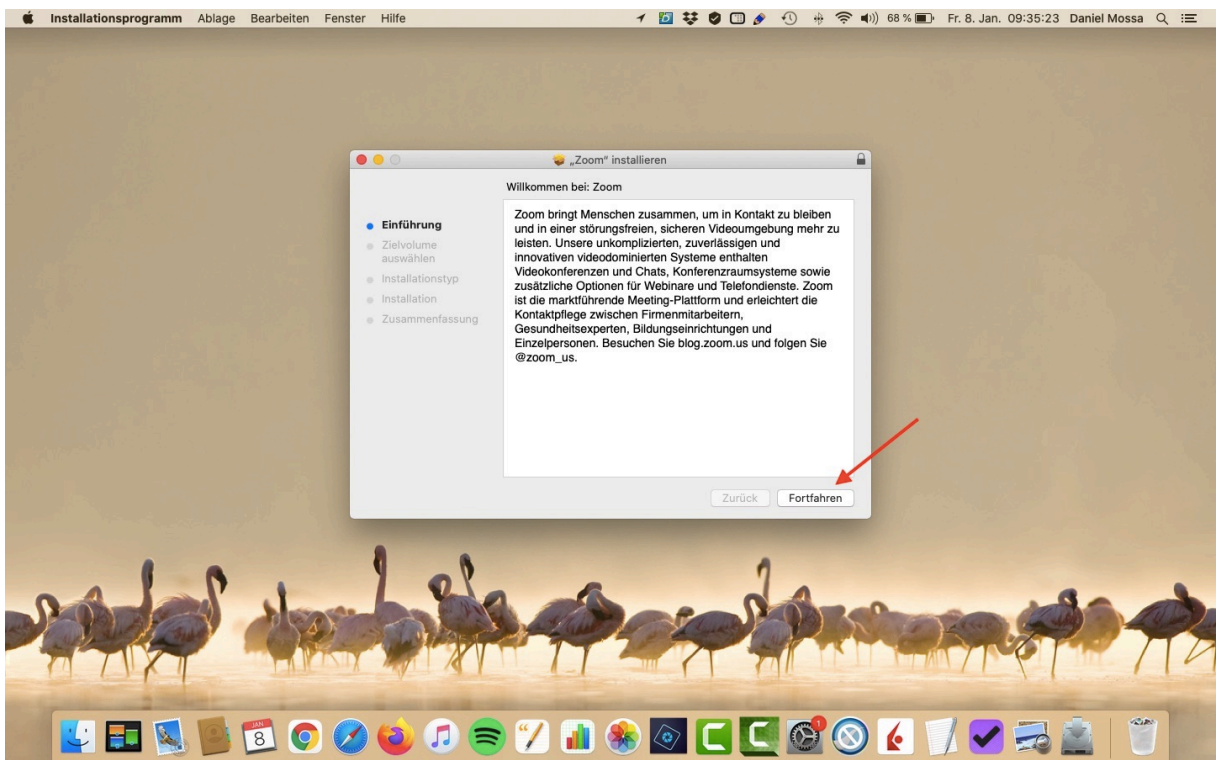 Installationsprogramm Ablage Bearbeiten Fenster Hilfe 68 % Fr. 8. Jan. 09:35:23 Daniel Mossa
„Zoom“ installieren
Willkommen bei: Zoom
Einführung
Zielvolume
auswählen
Installationstyp
Installation
Zusammenfassung
Zoom bringt Menschen zusammen, um in Kontakt zu bleiben
und in einer störungsfreien, sicheren Videoumgebung mehr zu
leisten. Unsere unkomplizierten, zuverlässigen und
innovativen videodominierten Systeme enthalten
Videokonferenzen und Chats, Konferenzraumsysteme sowie
zusätzliche Optionen für Webinare und Telefondienste. Zoom
ist die marktführende Meeting-Plattform und erleichtert die
Kontaktpflege zwischen Firmenmitarbeitern,
Gesundheitsexperten, Bildungseinrichtungen und
Einzelpersonen. Besuchen Sie blog.zoom.us und folgen Sie
@zoom_us.
Zurück Fortfahren
JAN
8
1